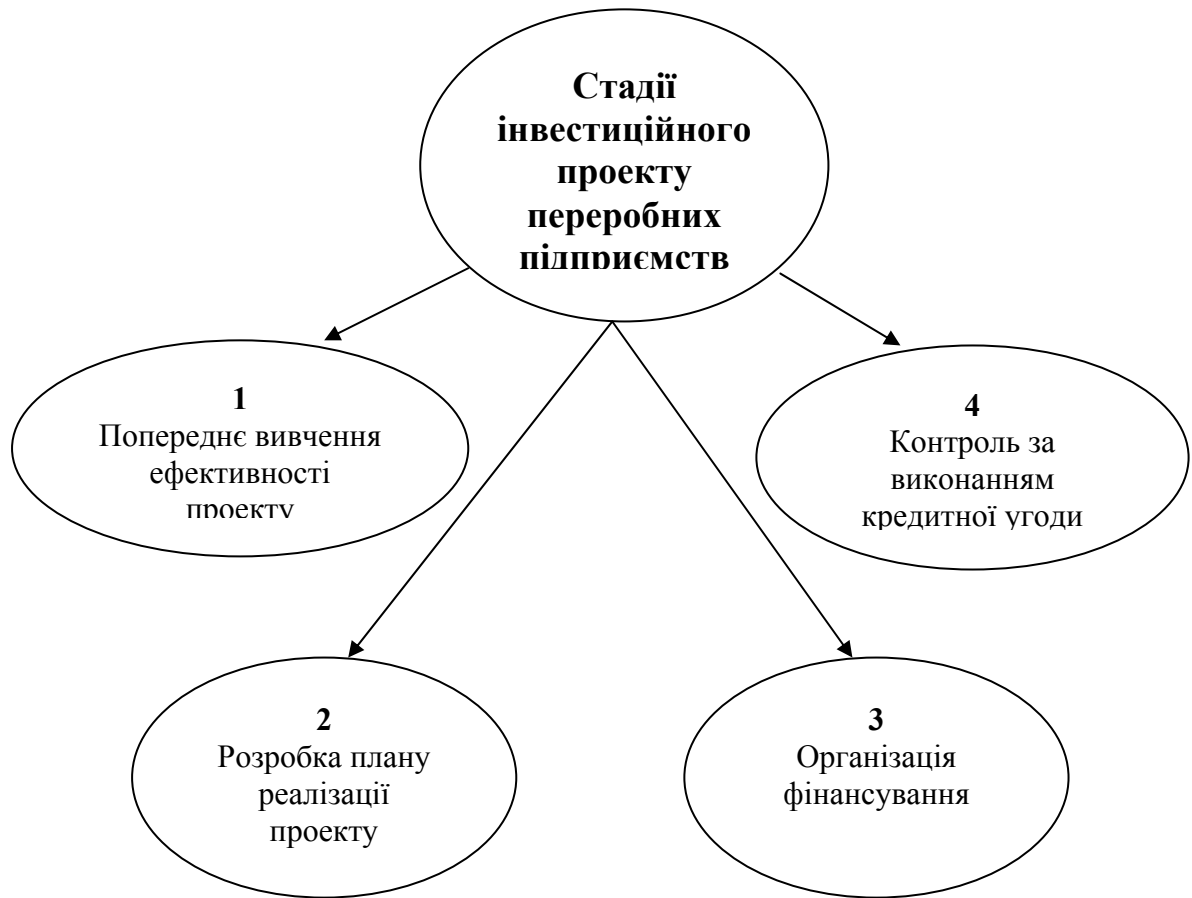 Стадії
інвестиційного
проекту
переробних
підприємств
1
Попереднє вивчення
ефективності
проекту
4
Контроль за
виконанням
кредитної угоди
2
Розробка плану
реалізації
проекту
3
Організація
фінансування